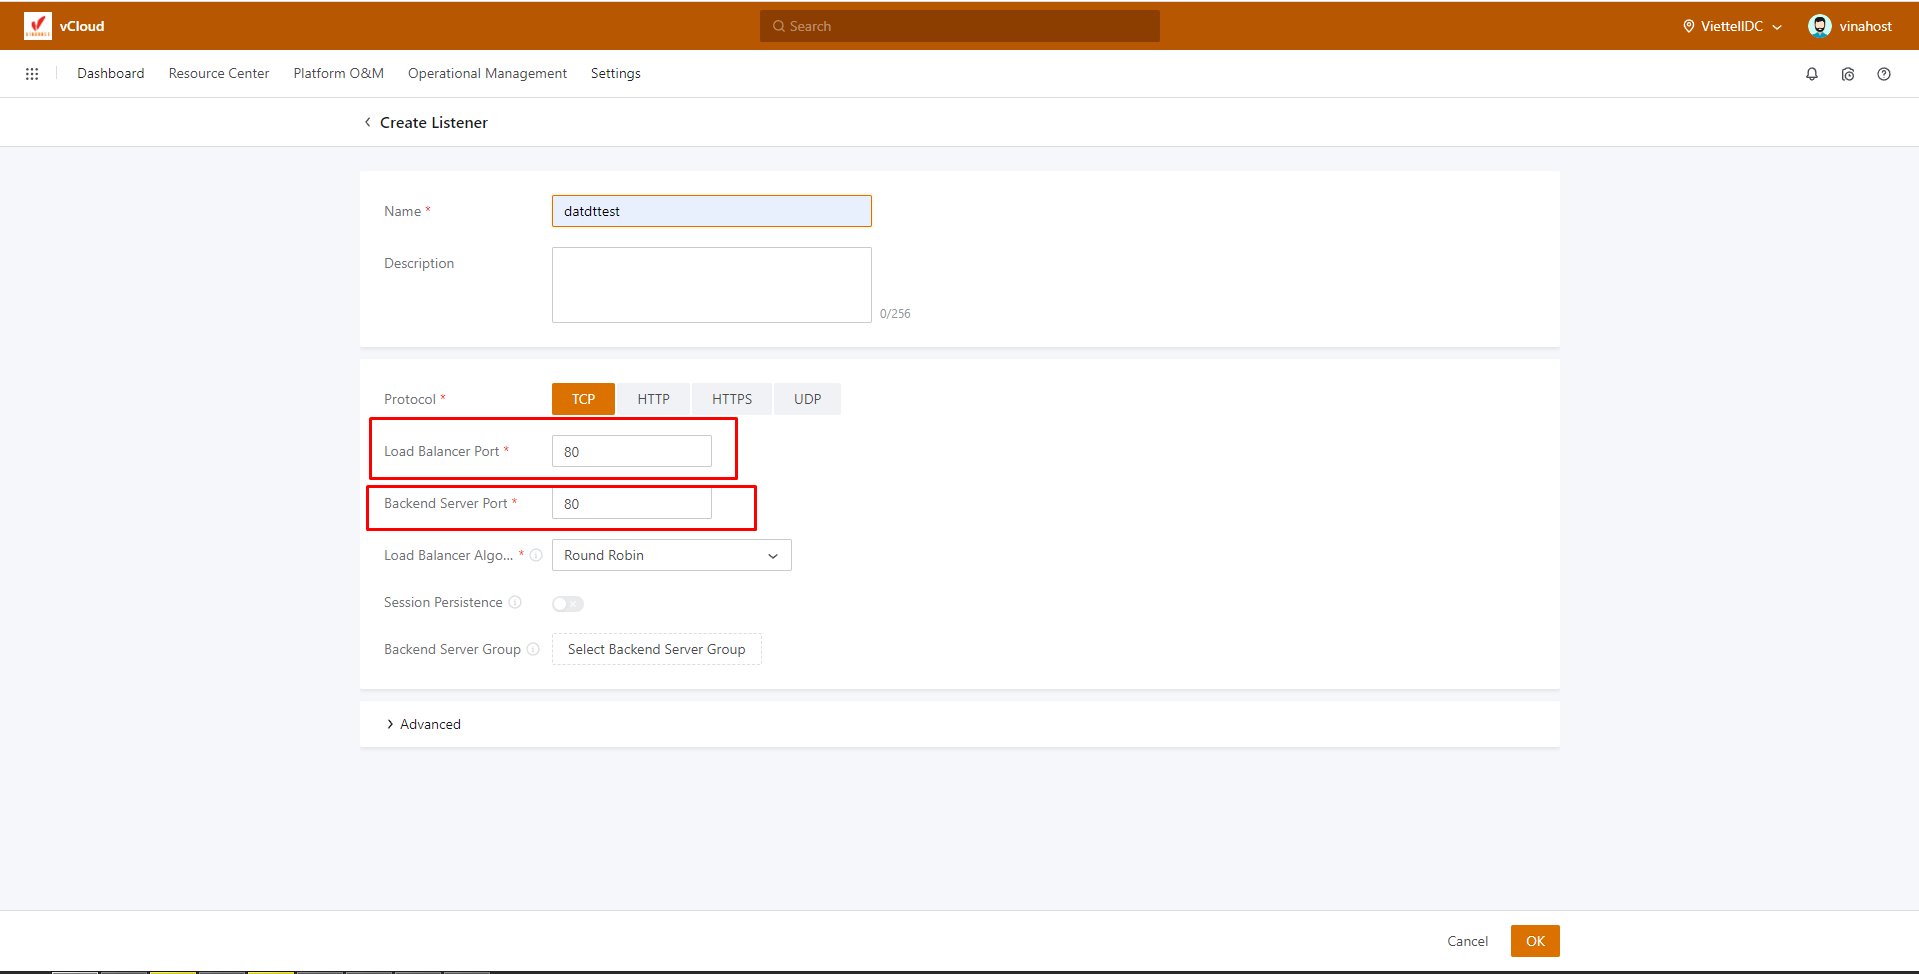 vCloud
Search
ViettelIDC
vinahost
Dashboard Resource Center Platform O&M Operational Management Settings
Create Listener
Name *
datdttest
Description
0/256
Protocol *
TCP HTTP HTTPS UDP
Load Balancer Port *
80
Backend Server Port *
80
Load Balancer Algo... *
Round Robin
Session Persistence
Backend Server Group
Select Backend Server Group
Advanced
Cancel
OK